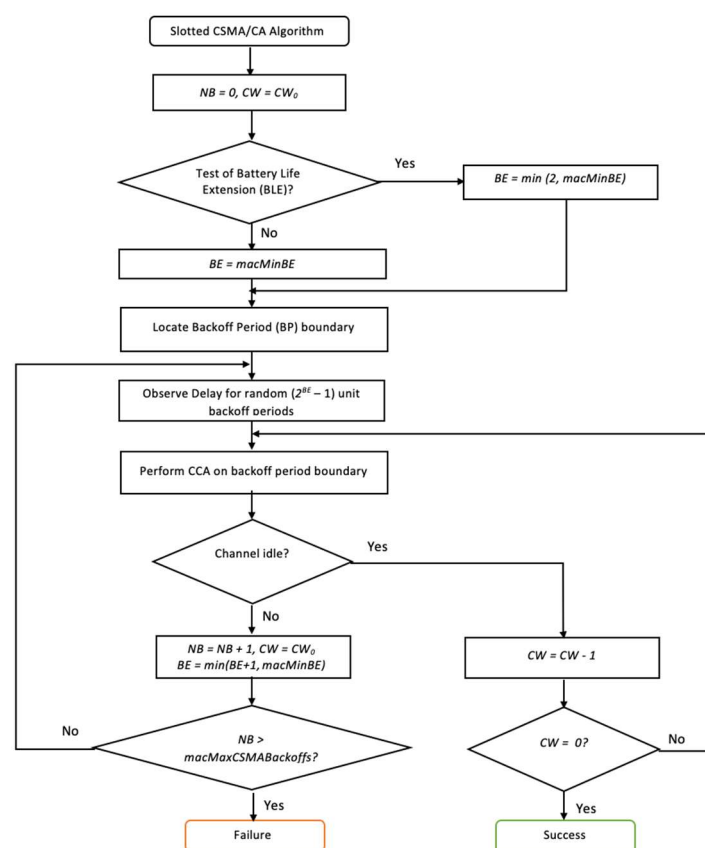 Slotted CSMA/CA Algorithm
NB = 0, CW = CW₀
Test of Battery Life
Extension (BLE)?
Yes
BE = min (2, macMinBE)
No
BE = macMinBE
Locate Backoff Period (BP) boundary
Observe Delay for random (2^BE – 1) unit
backoff periods
Perform CCA on backoff period boundary
Channel idle?
Yes
No
NB = NB + 1, CW = CW₀
BE = min(BE+1, macMinBE)
CW = CW - 1
No
NB >
macMaxCSMABackoffs?
CW = 0?
No
Yes
Yes
Failure
Success